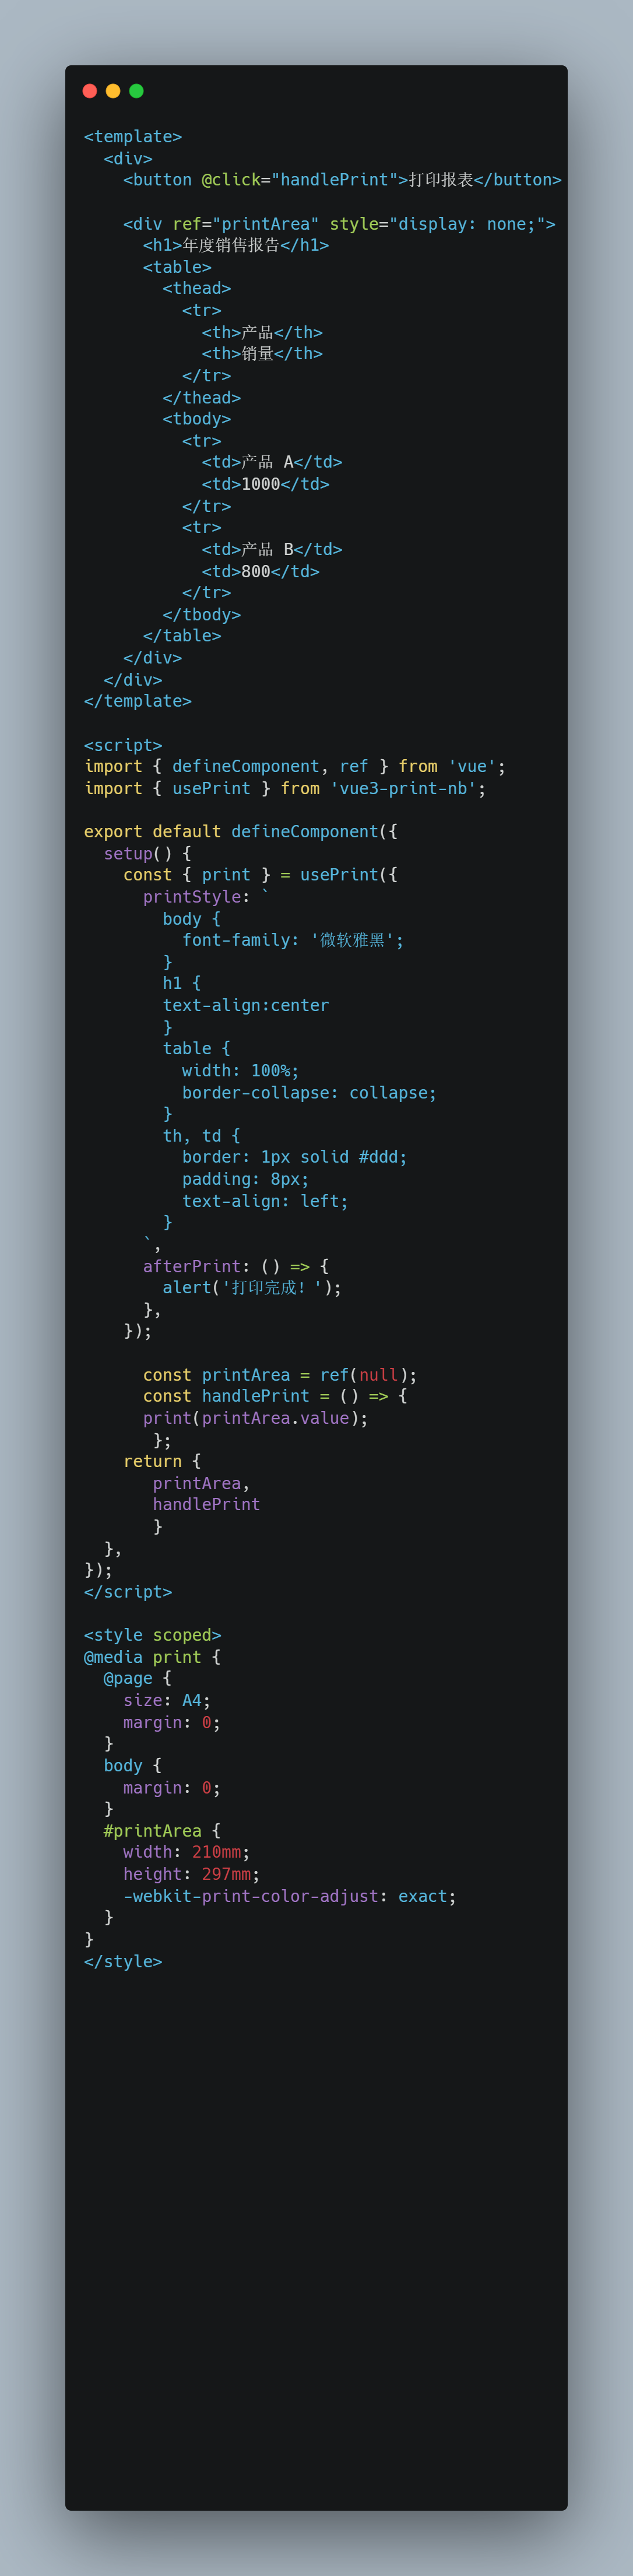 <template>
  <div>
    <button @click="handlePrint">打印报表</button>

    <div ref="printArea" style="display: none;">
      <h1>年度销售报告</h1>
      <table>
        <thead>
          <tr>
            <th>产品</th>
            <th>销量</th>
          </tr>
        </thead>
        <tbody>
          <tr>
            <td>产品 A</td>
            <td>1000</td>
          </tr>
          <tr>
            <td>产品 B</td>
            <td>800</td>
          </tr>
        </tbody>
      </table>
    </div>
  </div>
</template>

<script>
import { defineComponent, ref } from 'vue';
import { usePrint } from 'vue3-print-nb';

export default defineComponent({
  setup() {
    const { print } = usePrint({
      printStyle: `
        body {
          font-family: '微软雅黑';
        }
        h1 {
        text-align:center
        }
        table {
          width: 100%;
          border-collapse: collapse;
        }
        th, td {
          border: 1px solid #ddd;
          padding: 8px;
          text-align: left;
        }
      `,
      afterPrint: () => {
        alert('打印完成！');
      },
    });

      const printArea = ref(null);
      const handlePrint = () => {
      print(printArea.value);
       };
    return {
       printArea,
       handlePrint
       }
  },
});
</script>

<style scoped>
@media print {
  @page {
    size: A4;
    margin: 0;
  }
  body {
    margin: 0;
  }
  #printArea {
    width: 210mm;
    height: 297mm;
    -webkit-print-color-adjust: exact;
  }
}
</style>